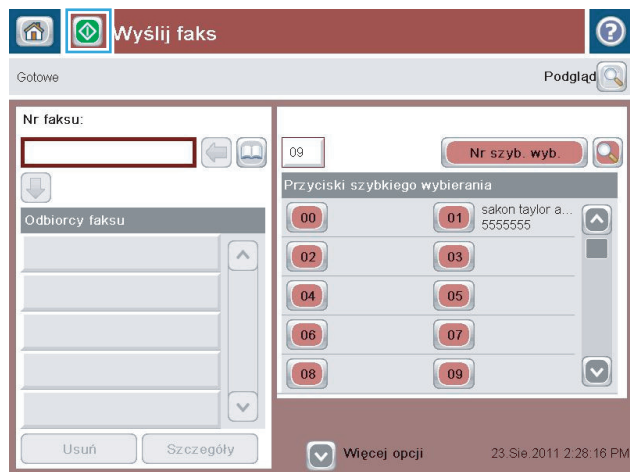 Wyślij faks
Gotowe
Podgląd
Nr faksu:
09
Nr szyb. wyb.
Przyciski szybkiego wybierania
Odbiorcy faksu
00
01
sakon taylor a...
5555555
02
03
04
05
06
07
08
09
Usuń
Szczegóły
Więcej opcji
23.Sie.2011 2:28:16 PM